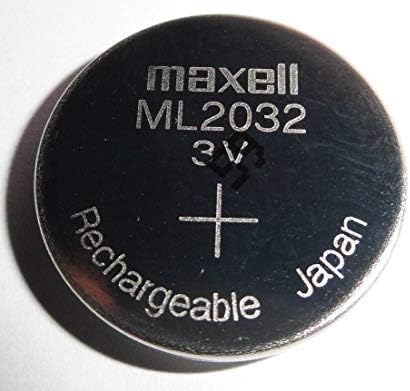 maxell
ML2032
3V
+
Rechargeable Japan